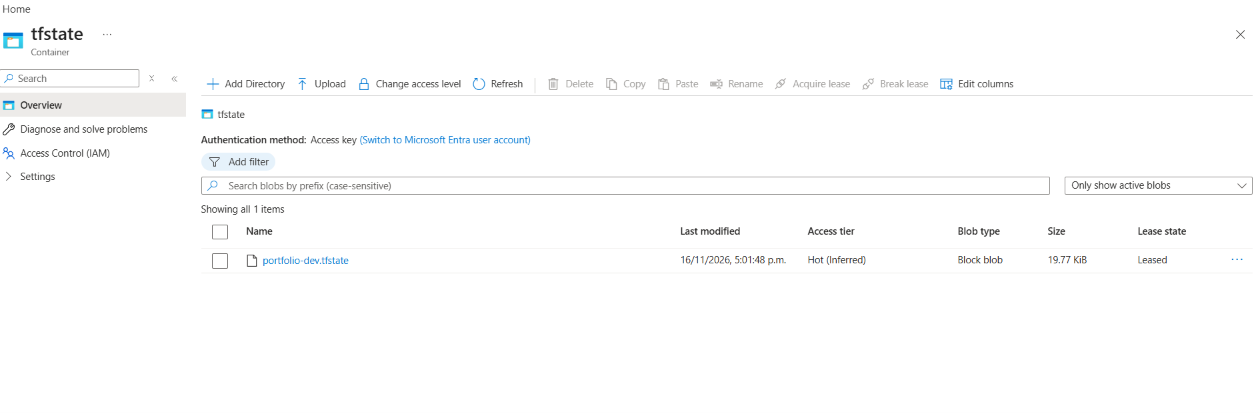 Home
tfstate ...
Container
Search
Overview
Diagnose and solve problems
Access Control (IAM)
Settings
Add Directory Upload Change access level Refresh Delete Copy Paste Rename Acquire lease Break lease Edit columns
tfstate
Authentication method: Access key (Switch to Microsoft Entra user account)
Add filter
Search blobs by prefix (case-sensitive) Only show active blobs
Showing all 1 items
Name Last modified Access tier Blob type Size Lease state
portfolio-dev.tfstate 16/11/2026, 5:01:48 p.m. Hot (Inferred) Block blob 19.77 KiB Leased ...